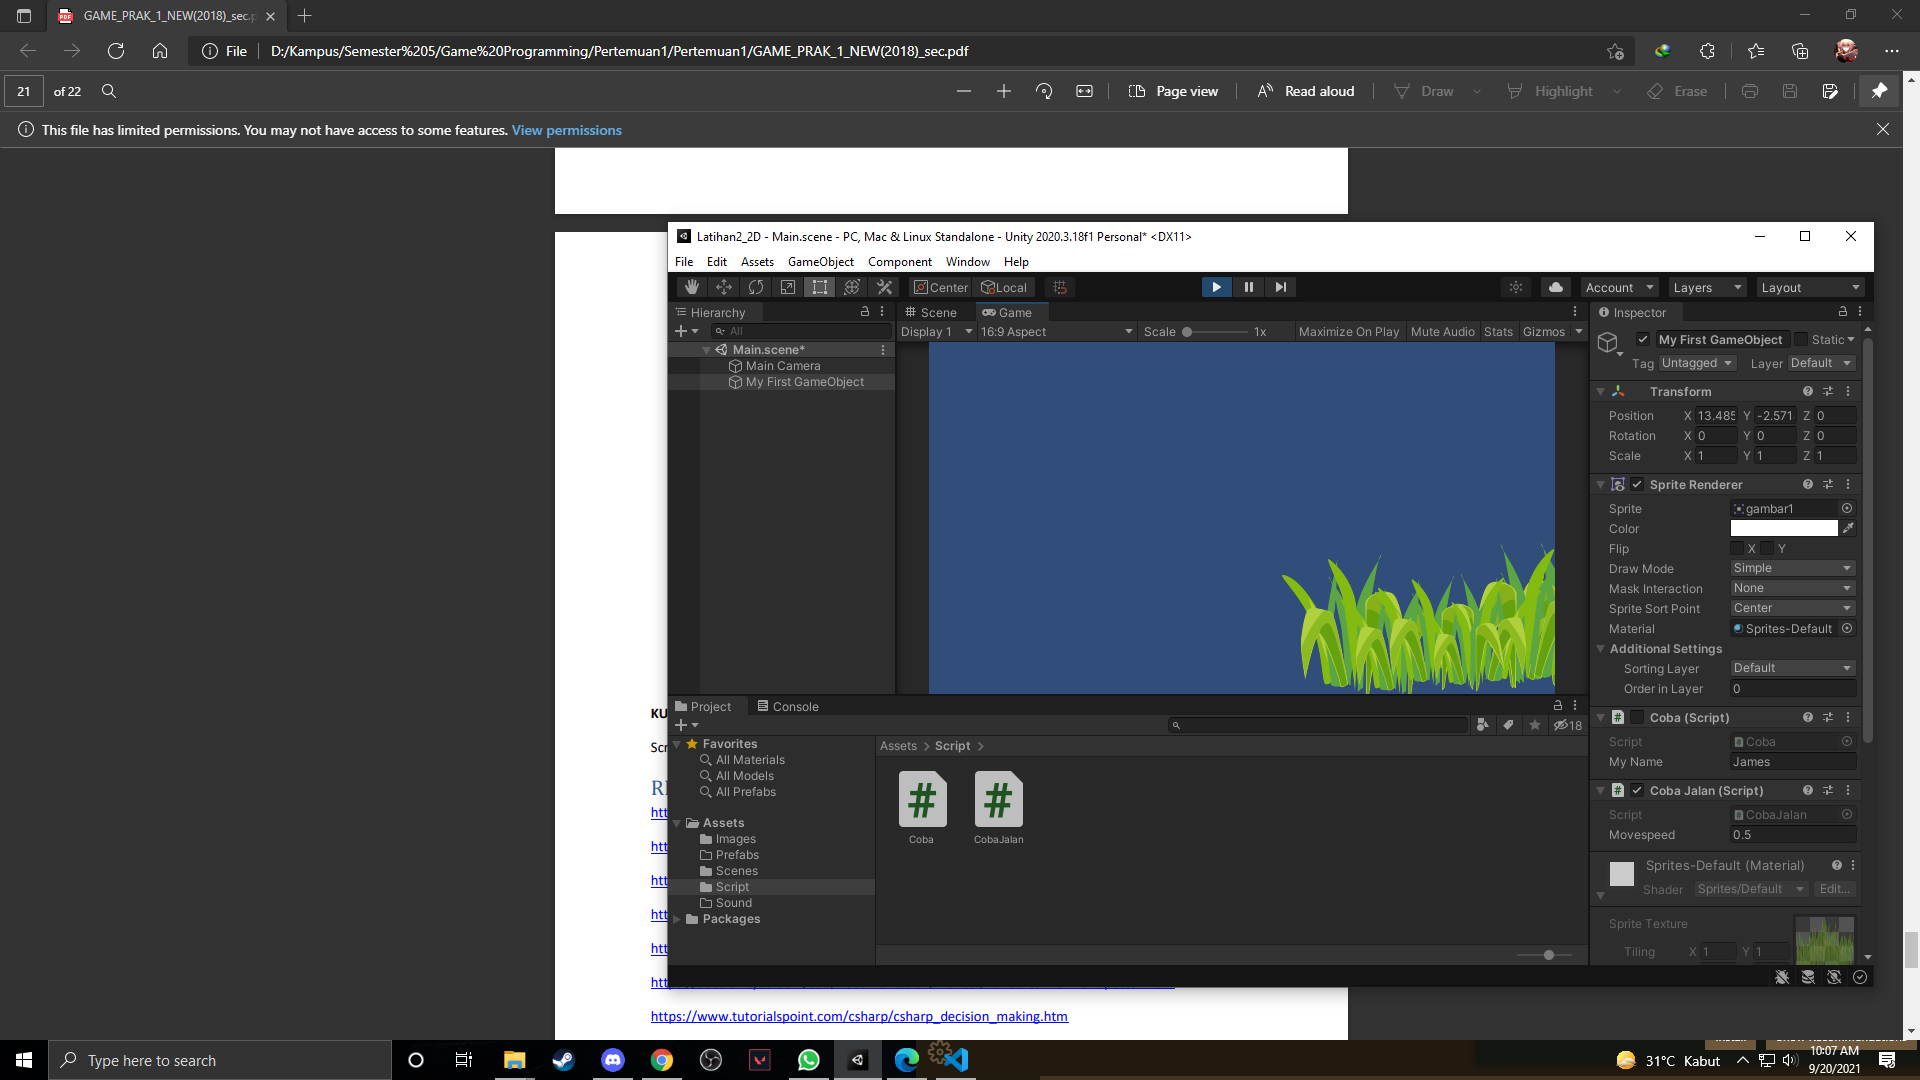 GAME_PRAK_1_NEW(2018)_sec.p
File
D:/Kampus/Semester%205/Game%20Programming/Pertemuan1/Pertemuan1/GAME_PRAK_1_NEW(2018)_sec.pdf
21 of 22 Page view Read aloud Draw Highlight Erase
This file has limited permissions. You may not have access to some features. View permissions
Latihan2_2D - Main.scene - PC, Mac & Linux Standalone - Unity 2020.3.18f1 Personal* <DX11>
File Edit Assets GameObject Component Window Help
Center Local Account Layers Layout
Hierarchy
All
Main.scene*
Main Camera
My First GameObject
Scene Game
Display 1 16:9 Aspect Scale 1x Maximize On Play Mute Audio Stats Gizmos
Inspector
My First GameObject Static
Tag Untagged Layer Default
Transform
Position X 13.485 Y -2.571 Z 0
Rotation X 0 Y 0 Z 0
Scale X 1 Y 1 Z 1
Sprite Renderer
Sprite gambar1
Color
Flip X Y
Draw Mode Simple
Mask Interaction None
Sprite Sort Point Center
Material Sprites-Default
Additional Settings
Sorting Layer Default
Order in Layer 0
Coba (Script)
Script Coba
My Name James
Coba Jalan (Script)
Script CobaJalan
Movespeed 0.5
Sprites-Default (Material)
Shader Sprites/Default Edit...
Sprite Texture
Tiling X 1 Y 1
Project Console
18
Favorites
All Materials
All Models
All Prefabs
Assets
Images
Prefabs
Scenes
Script
Sound
Packages
Assets > Script >
Coba CobaJalan
KU
Scr
RE
htt
htt
htt
htt
htt
htt
https://www.tutorialspoint.com/csharp/csharp_decision_making.htm
Type here to search
31°C Kabut
10:07 AM
9/20/2021